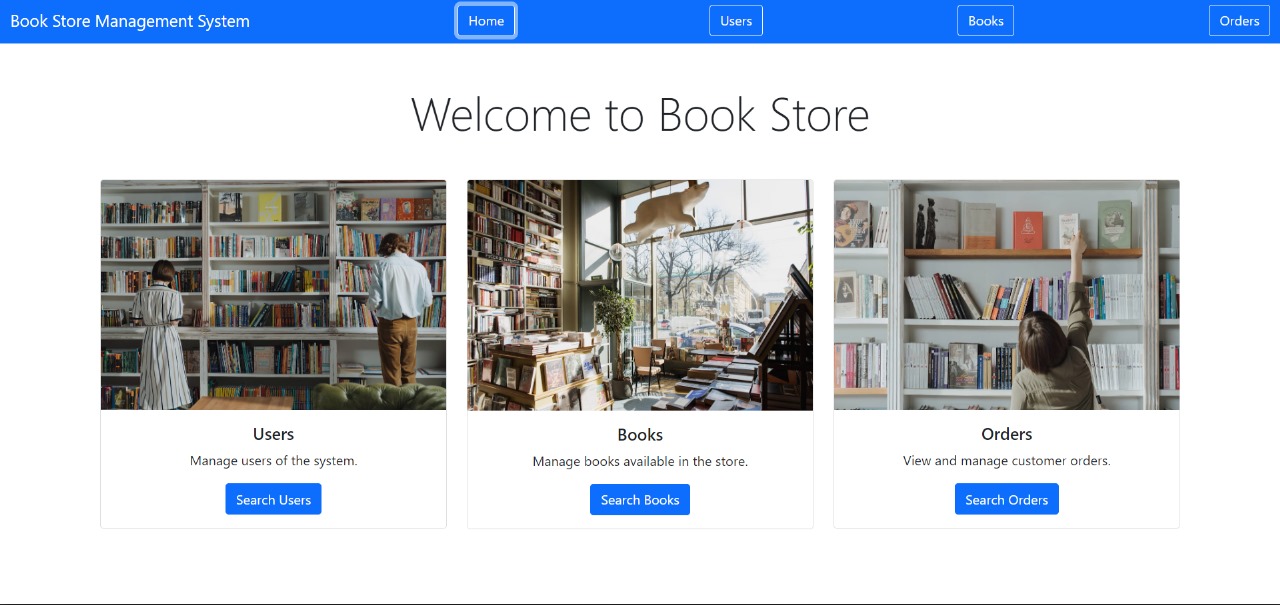 Book Store Management System
Home
Users
Books
Orders
Welcome to Book Store
Users
Manage users of the system.
Search Users
Books
Manage books available in the store.
Search Books
Orders
View and manage customer orders.
Search Orders